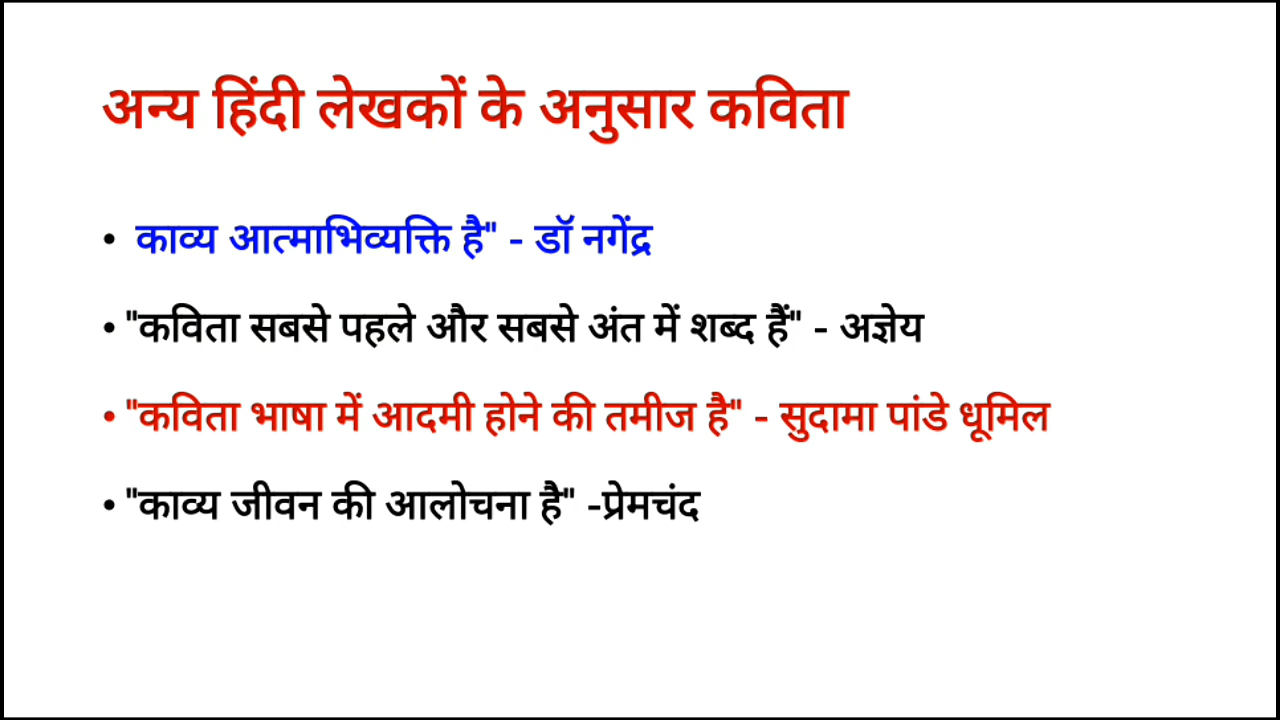 अन्य हिंदी लेखकों के अनुसार कविता
• काव्य आत्माभिव्यक्ति है" - डॉ नगेंद्र
• "कविता सबसे पहले और सबसे अंत में शब्द हैं" - अज्ञेय
• "कविता भाषा में आदमी होने की तमीज है" - सुदामा पांडे धूमिल
• "काव्य जीवन की आलोचना है" -प्रेमचंद